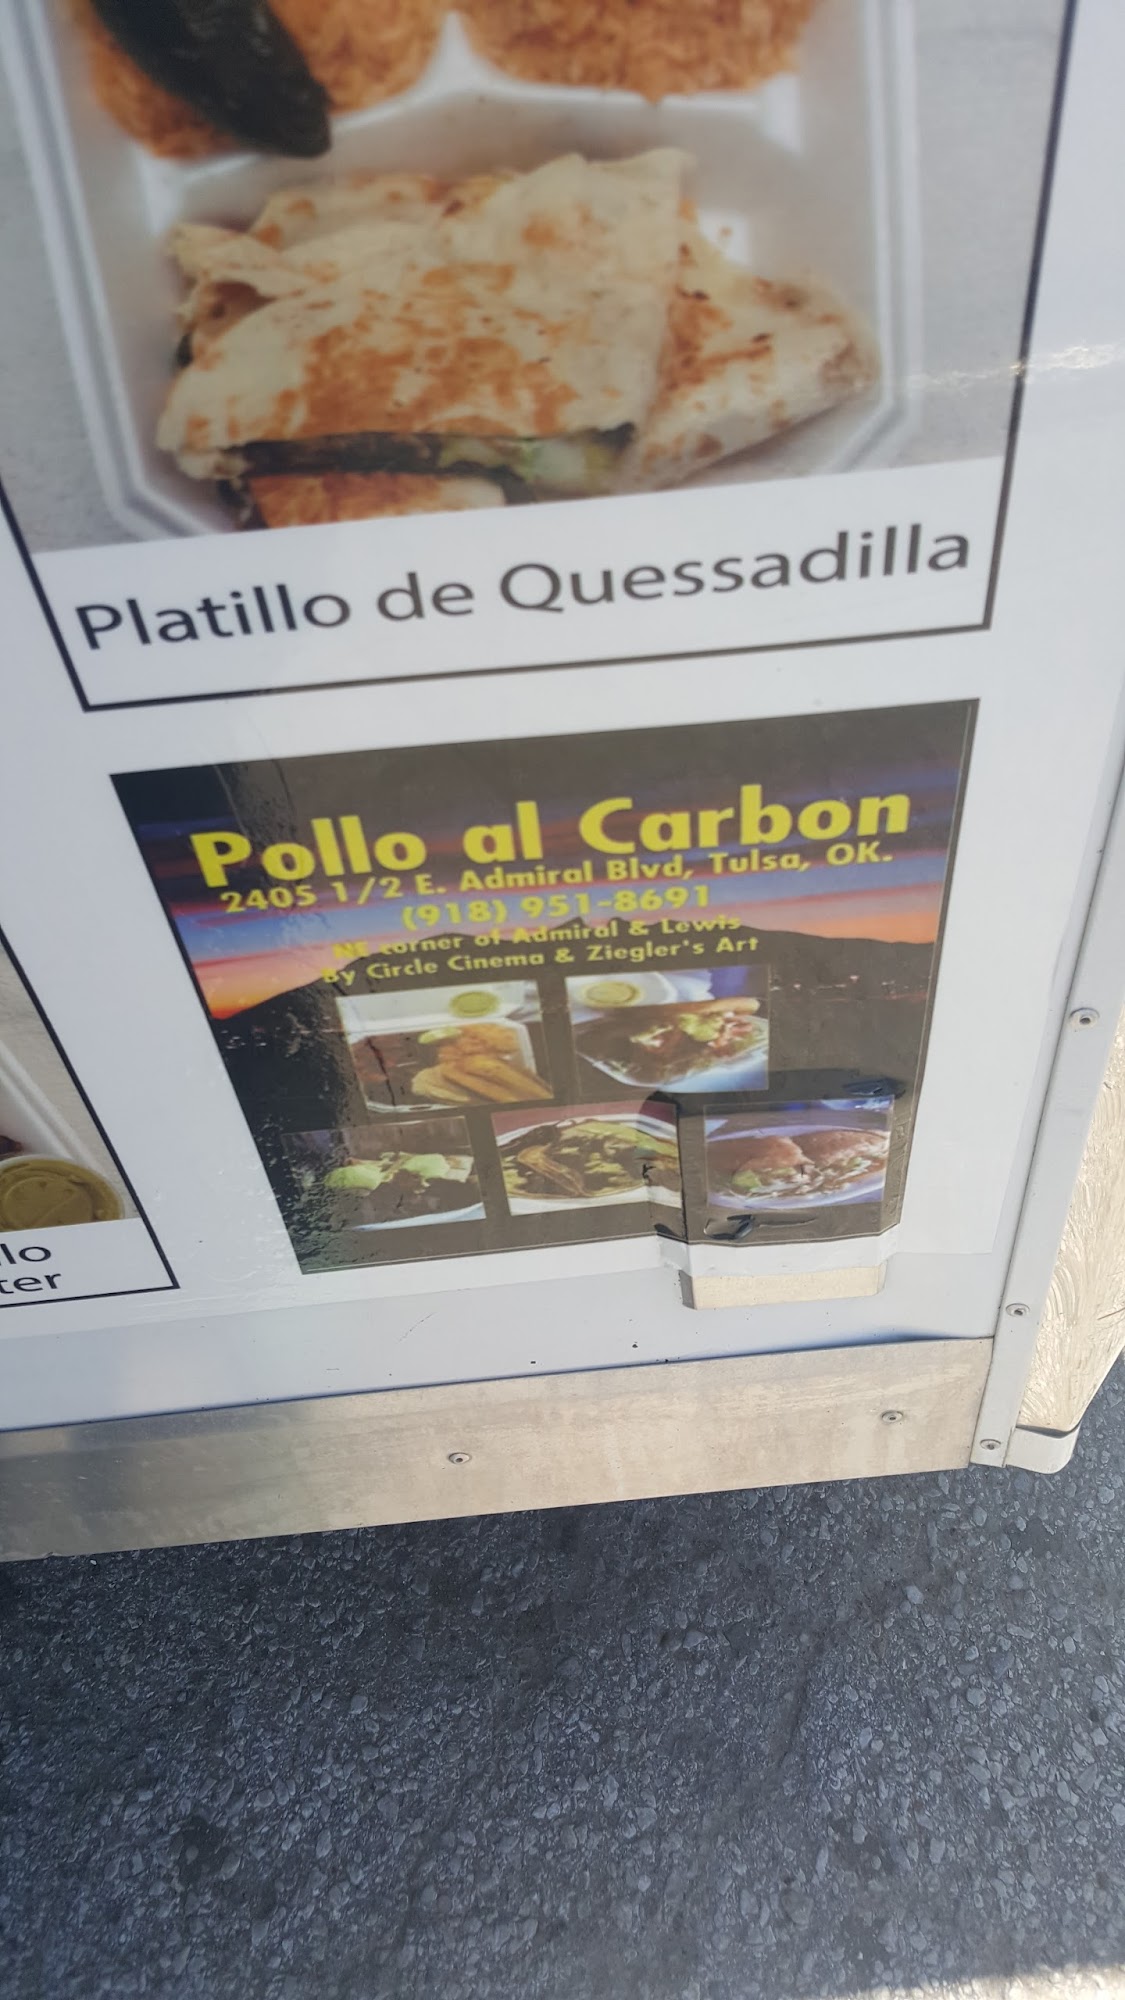 Platillo de Quessadilla
Pollo al Carbon
2405 1/2 E. Admiral Blvd, Tulsa, OK.
(918) 951-8691
NE corner of Admiral & Lewis
By Circle Cinema & Ziegler's Art
lo
ter